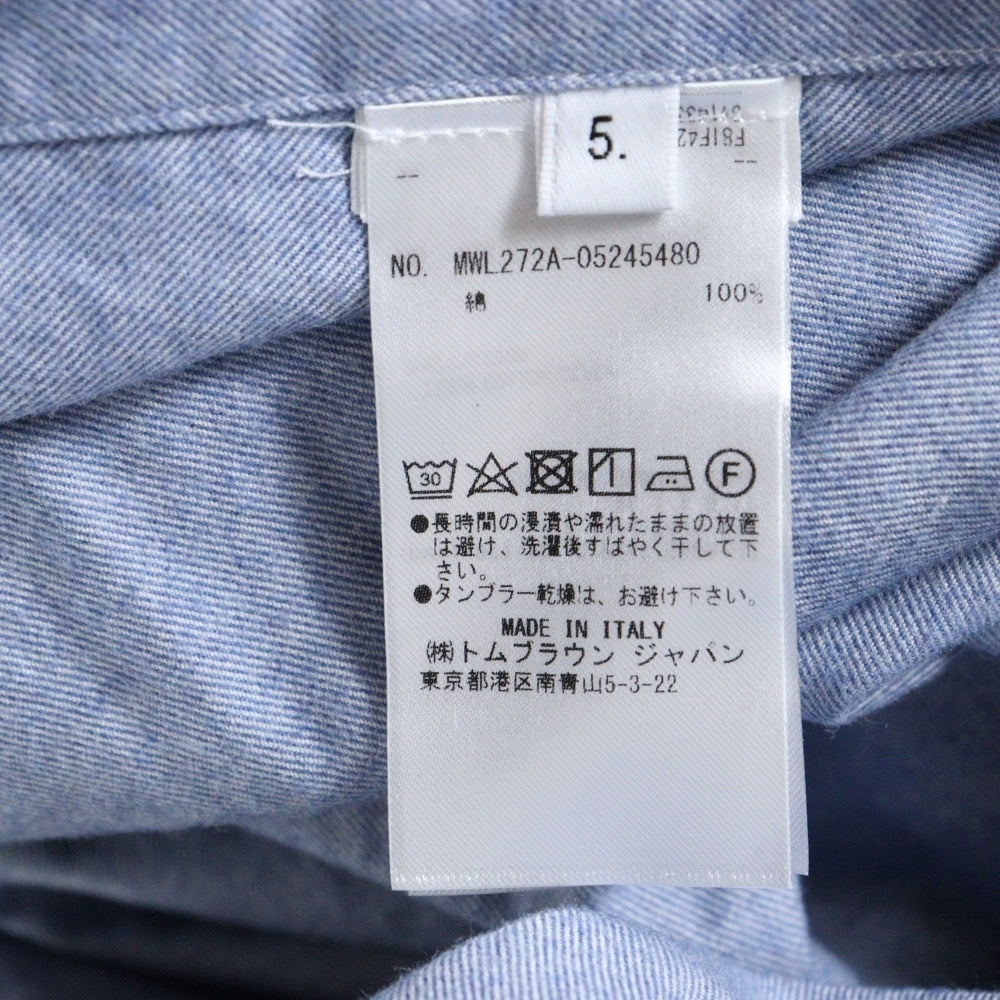 5.
NO. MWL272A-05245480
綿 100%
30
F
●長時間の浸漬や濡れたままの放置
は避け、洗濯後すばやく干して下
さい。
●タンブラー乾燥は、お避け下さい。
MADE IN ITALY
㈱トムブラウン ジャパン
東京都港区南青山5-3-22